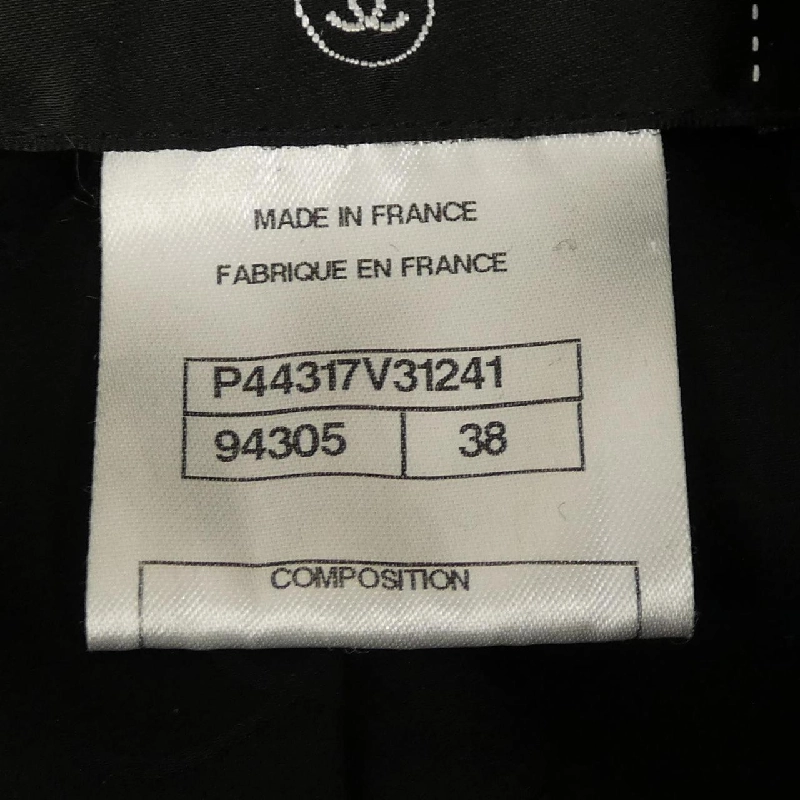 MADE IN FRANCE
FABRIQUE EN FRANCE
P44317V31241
94305 38
COMPOSITION